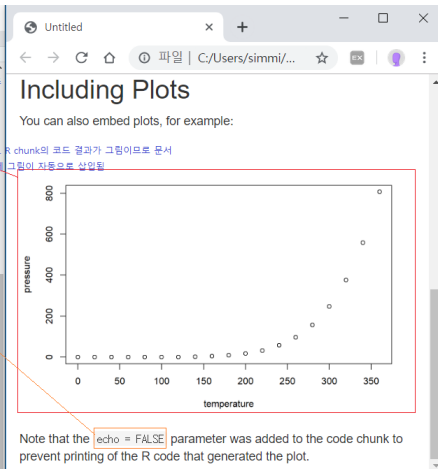 Untitled
파일 C:/Users/simmi/...
EX
Including Plots
You can also embed plots, for example:
R chunk의 코드 결과가 그림이므로 문서
그림이 자동으로 삽입됨
800
600
400
200
0
pressure
0 50 100 150 200 250 300 350
temperature
Note that the echo = FALSE parameter was added to the code chunk to
prevent printing of the R code that generated the plot.